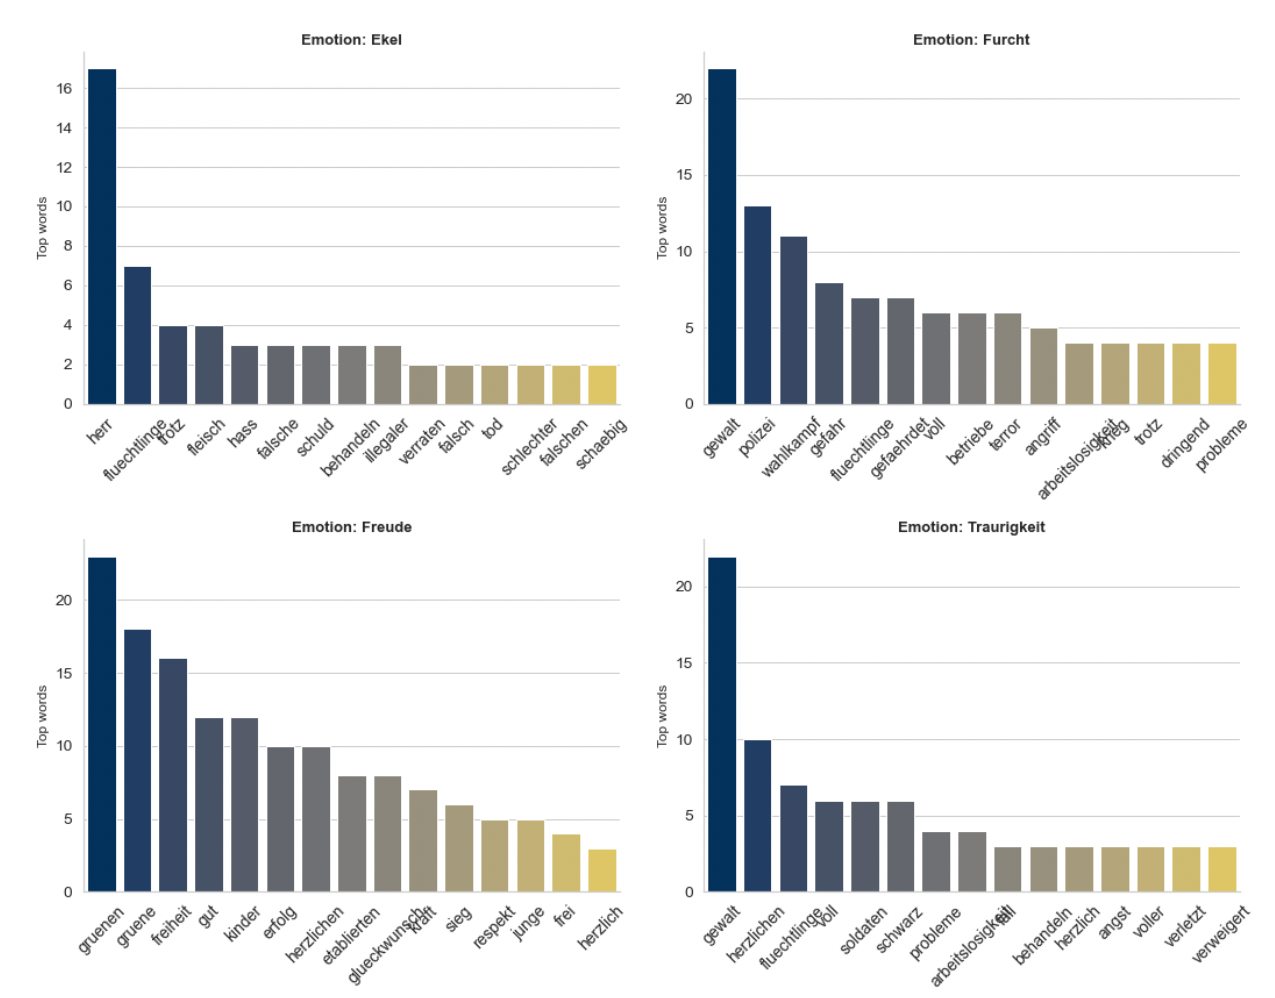 Emotion: Ekel
Top words
16
14
12
10
8
6
4
2
0
herr
fluechtlinge
trotz
fleisch
hass
falsche
schuld
behandeln
illegaler
verraten
falsch
tod
schlechter
falschen
schaebig
Emotion: Furcht
Top words
20
15
10
5
0
gewalt
polizei
wahlkampf
gefahr
fluechtlinge
gefaehrdet
voll
betriebe
terror
angriff
arbeitslosigkeit
krieg
trotz
dringend
probleme
Emotion: Freude
Top words
20
15
10
5
0
gruenen
gruene
freiheit
gut
kinder
erfolg
herzlichen
etablierten
glueckwunsch
kraft
sieg
respekt
junge
frei
herzlich
Emotion: Traurigkeit
Top words
20
15
10
5
0
gewalt
herzlichen
fluechtlinge
voll
soldaten
schwarz
probleme
arbeitslosigkeit
behandeln
herzlich
angst
voller
verletzt
verweigert